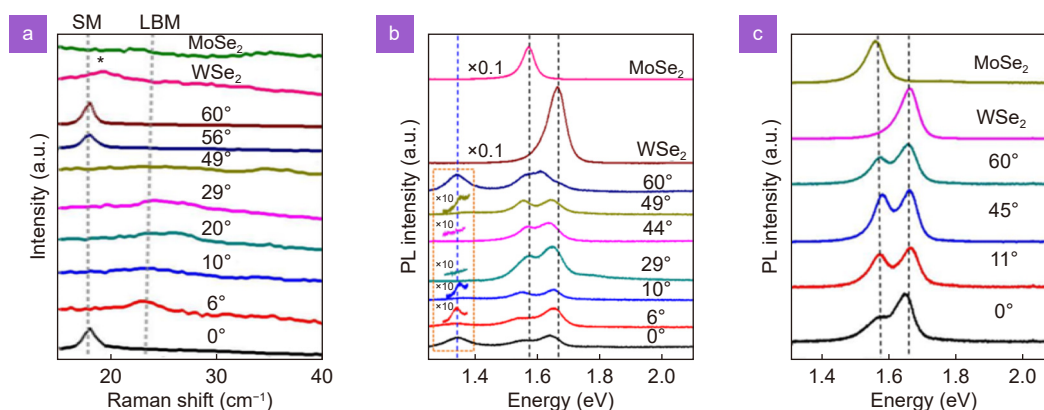 a
SM LBM
MoSe₂
*
WSe₂
60°
56°
49°
29°
20°
10°
6°
0°
Intensity (a.u.)
20 30 40
Raman shift (cm⁻¹)
b
×0.1 MoSe₂
×0.1 WSe₂
60°
×10 49°
×10 44°
×10 29°
×10 10°
×10 6°
0°
PL intensity (a.u.)
1.4 1.6 1.8 2.0
Energy (eV)
c
MoSe₂
WSe₂
60°
45°
11°
0°
PL intensity (a.u.)
1.4 1.6 1.8 2.0
Energy (eV)